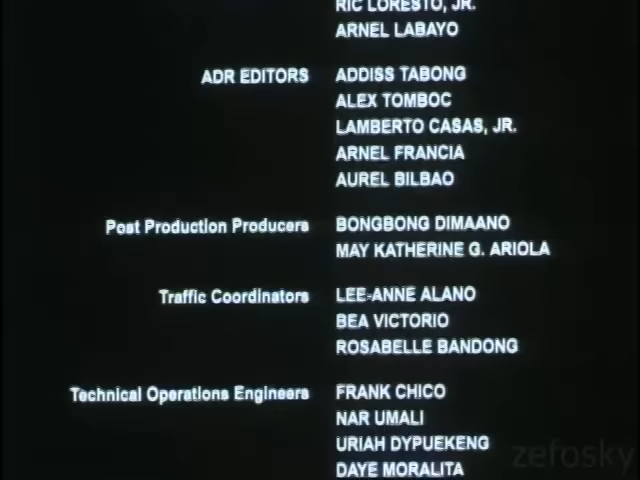 RIC LORESTO, JR.
ARNEL LABAYO
ADR EDITORS ADDISS TABONG
ALEX TOMBOC
LAMBERTO CASAS, JR.
ARNEL FRANCIA
AUREL BILBAO
Post Production Producers BONGBONG DIMAANO
MAY KATHERINE G. ARIOLA
Traffic Coordinators LEE-ANNE ALANO
BEA VICTORIO
ROSABELLE BANDONG
Technical Operations Engineers FRANK CHICO
NAR UMALI
URIAH DYPUEKENG
DAYE MORALITA
zefosky